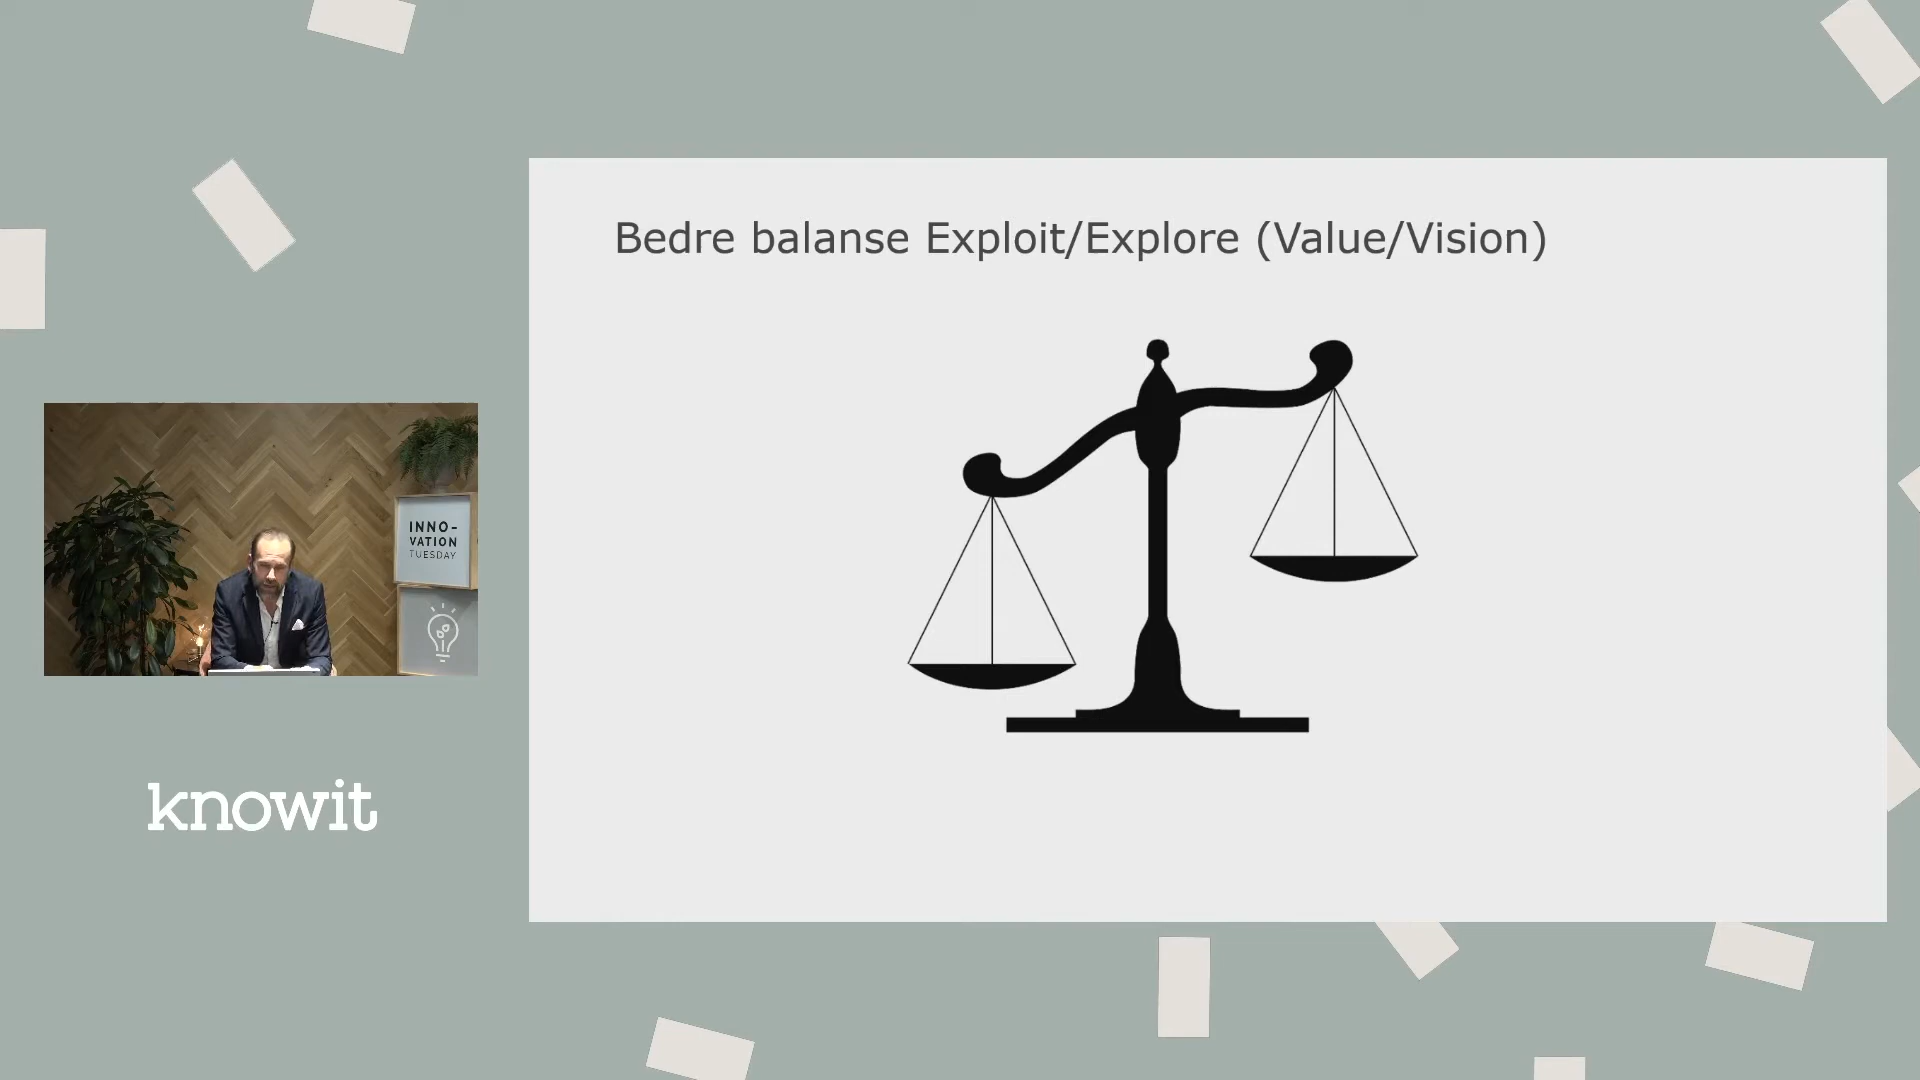 Bedre balanse Exploit/Explore (Value/Vision)
INNO-
VATION
TUESDAY
knowit